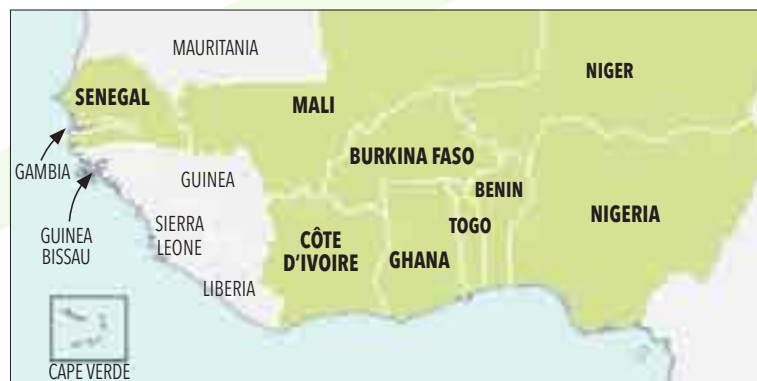 MAURITANIA
NIGER
SENEGAL
MALI
BURKINA FASO
GAMBIA
GUINEA
BENIN
GUINEA
BISSAU
SIERRA
LEONE
CÔTE
D'IVOIRE
GHANA
TOGO
NIGERIA
LIBERIA
CAPE VERDE